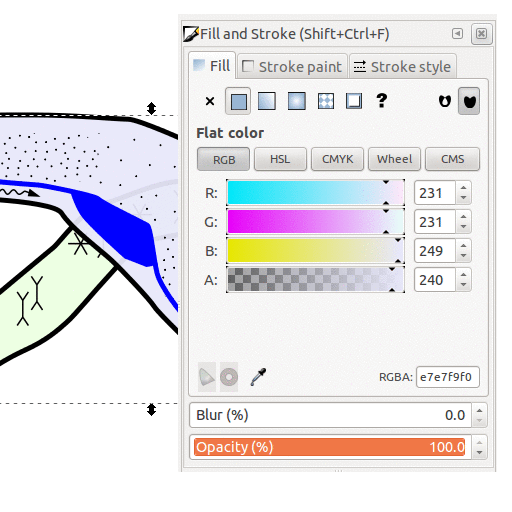 Fill and Stroke (Shift+Ctrl+F)
Fill Stroke paint Stroke style
?
Flat color
RGB HSL CMYK Wheel CMS
R: 231
G: 231
B: 249
A: 240
RGBA: e7e7f9f0
Blur (%) 0.0
Opacity (%) 100.0